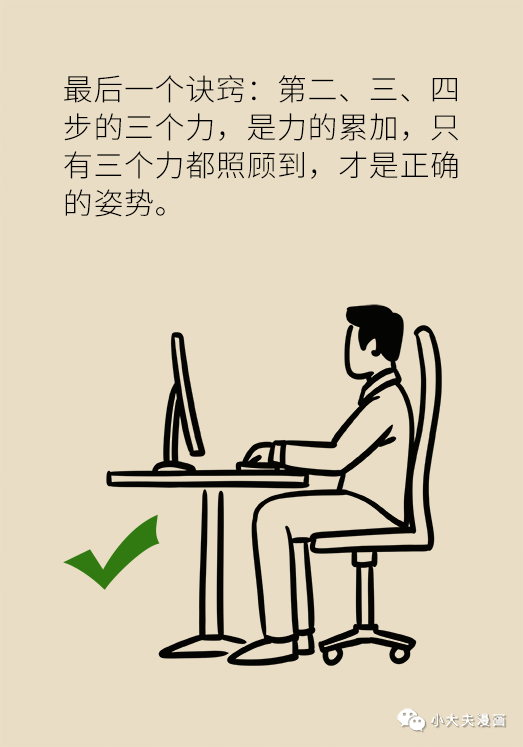 最后一个诀窍：第二、三、四
步的三个力，是力的累加，只
有三个力都照顾到，才是正确
的姿势。
小大夫漫画